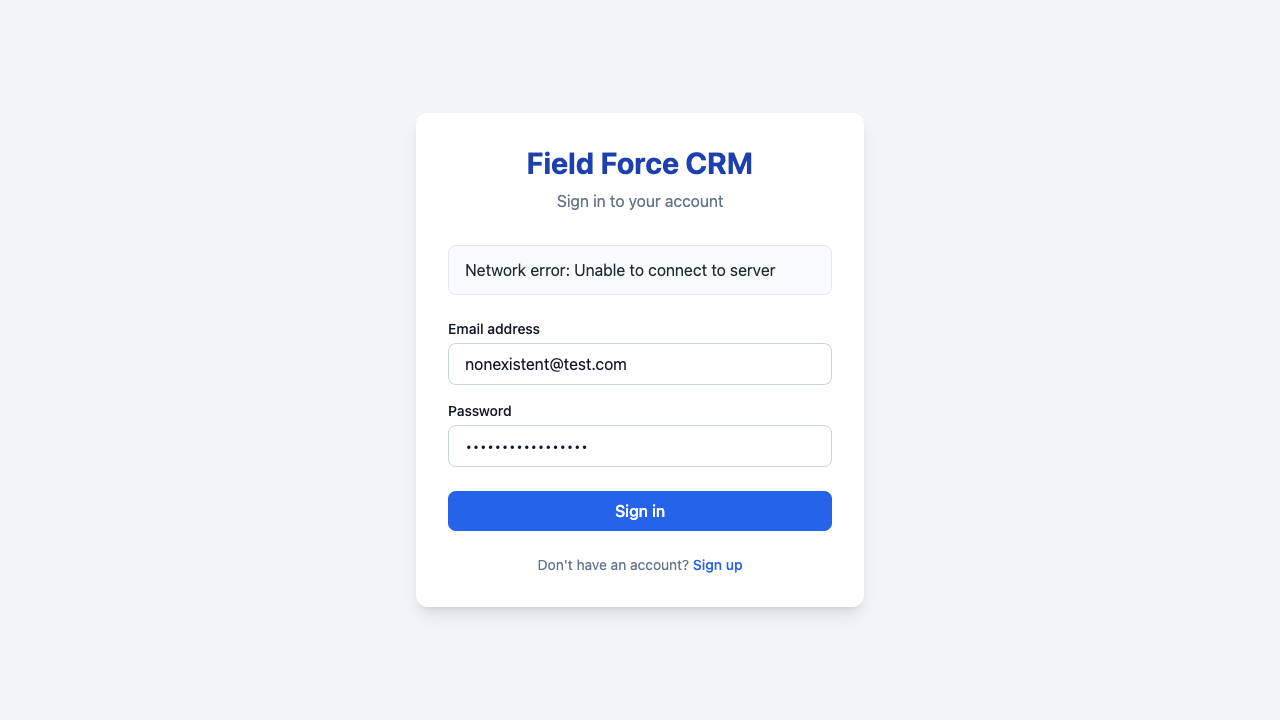 Field Force CRM
Sign in to your account
Network error: Unable to connect to server
Email address
nonexistent@test.com
Password
•••••••••••••••••
Sign in
Don't have an account? Sign up